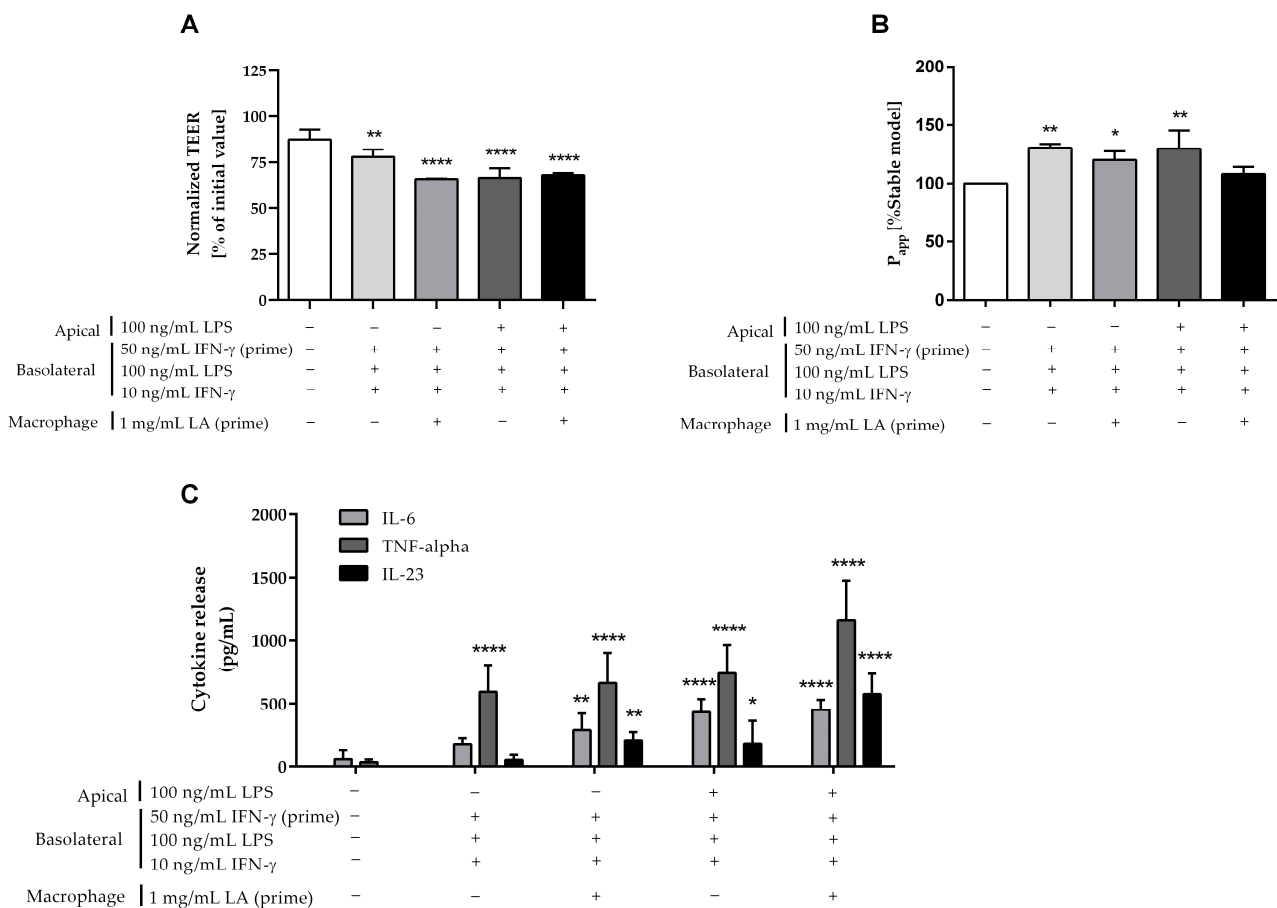 A
Normalized TEER
[% of initial value]
125
100
75
50
25
0
** **** **** ****
Apical 100 ng/mL LPS – – – + +
Basolateral
50 ng/mL IFN-γ (prime) – + + + +
100 ng/mL LPS – + + + +
10 ng/mL IFN-γ – + + + +
Macrophage 1 mg/mL LA (prime) – – + – +
B
Papp [%Stable model]
200
150
100
50
0
** * **
Apical 100 ng/mL LPS – – – + +
Basolateral
50 ng/mL IFN-γ (prime) – + + + +
100 ng/mL LPS – + + + +
10 ng/mL IFN-γ – + + + +
Macrophage 1 mg/mL LA (prime) – – + – +
C
Cytokine release
(pg/mL)
2000
1500
1000
500
0
IL-6
TNF-alpha
IL-23
**** ** **** ** **** **** * **** **** ****
Apical 100 ng/mL LPS – – – + +
Basolateral
50 ng/mL IFN-γ (prime) – + + + +
100 ng/mL LPS – + + + +
10 ng/mL IFN-γ – + + + +
Macrophage 1 mg/mL LA (prime) – – + – +